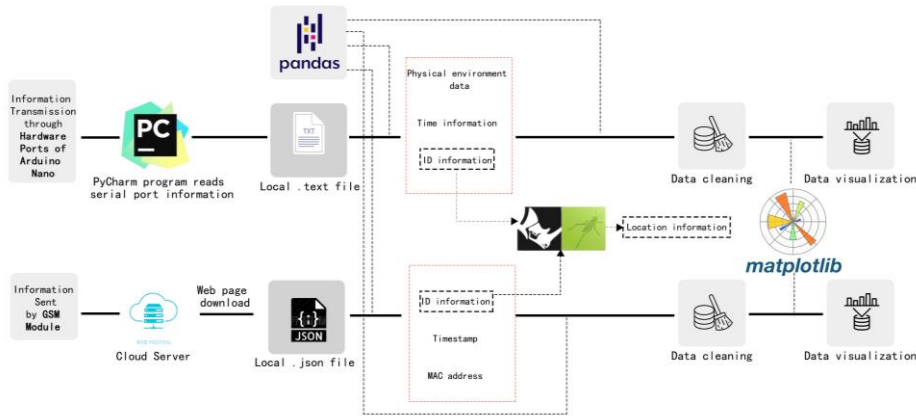 pandas
Information
Transmission
through
Hardware
Ports of
Arduino
Nano
PC
PyCharm program reads
serial port information
TXT
Local .text file
Physical environment
data
Time information
ID information
Data cleaning
Data visualization
Location information
matplotlib
Information
Sent
by GSM
Module
Cloud Server
Web page
download
{;}
JSON
Local .json file
ID information
Timestamp
MAC address
Data cleaning
Data visualization